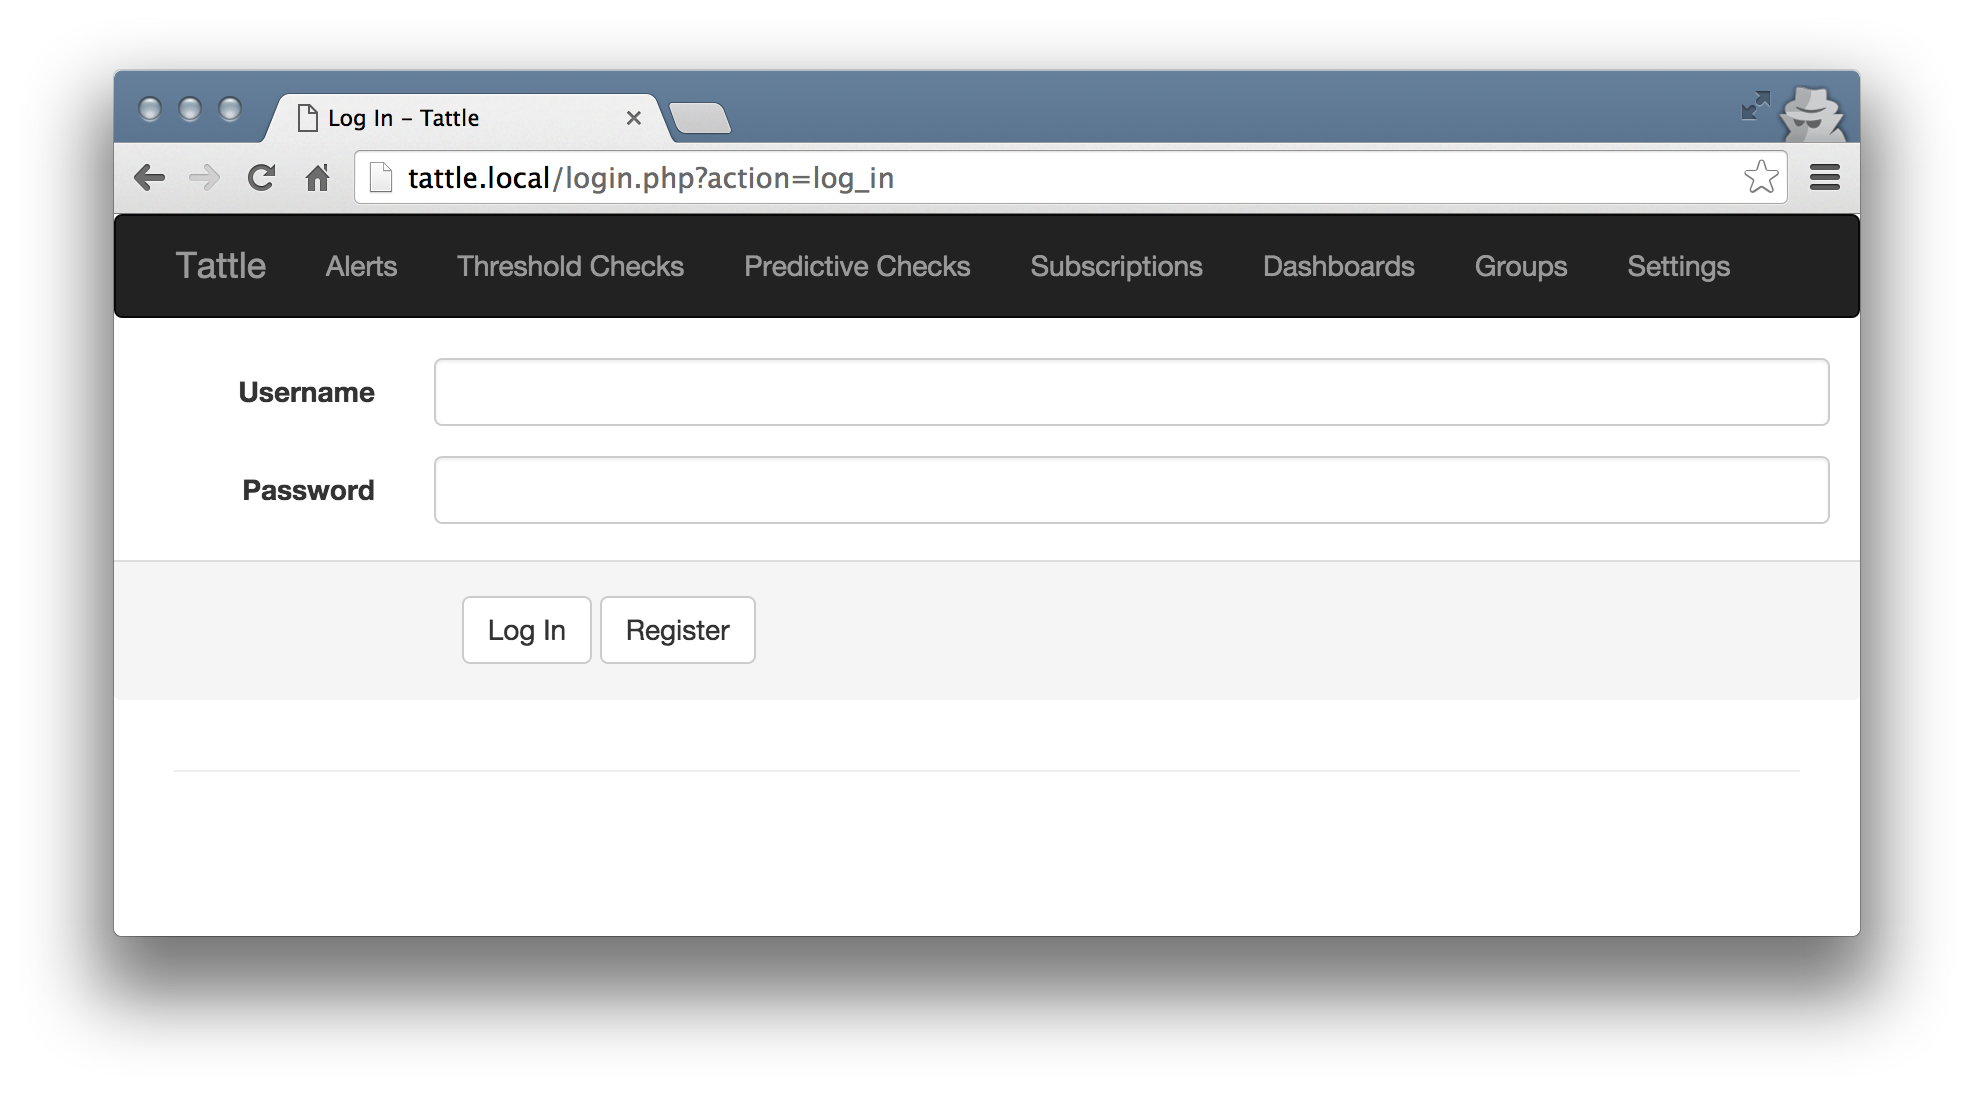 Log In – Tattle
tattle.local/login.php?action=log_in
Tattle Alerts Threshold Checks Predictive Checks Subscriptions Dashboards Groups Settings
Username
Password
Log In Register